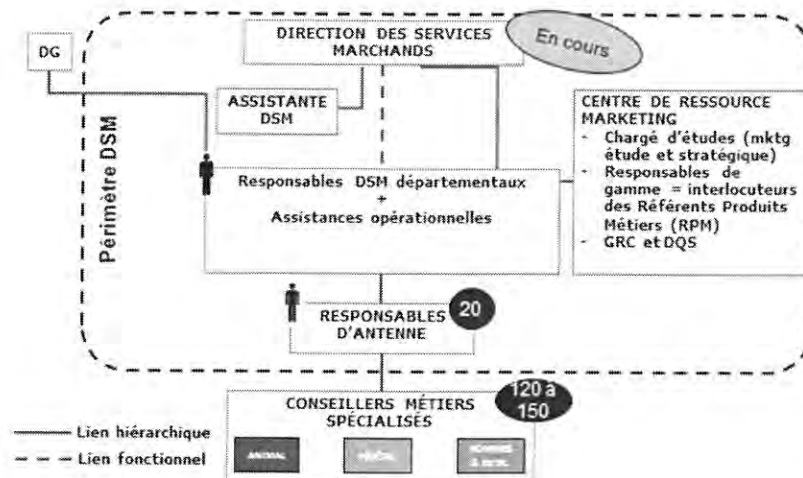 DIRECTION DES SERVICES
MARCHANDS
En cours
DG
ASSISTANTE
DSM
Périmètre DSM
CENTRE DE RESSOURCE
MARKETING
- Chargé d'études (mktg
étude et stratégique)
- Responsables de
gamme = interlocuteurs
des Référents Produits
Métiers (RPM)
- GRC et DQS
Responsables DSM départementaux
+
Assistances opérationnelles
RESPONSABLES
D'ANTENNE
20
120 à
150
CONSEILLERS MÉTIERS
SPÉCIALISÉS
ANIMAL
Lien hiérarchique
Lien fonctionnel